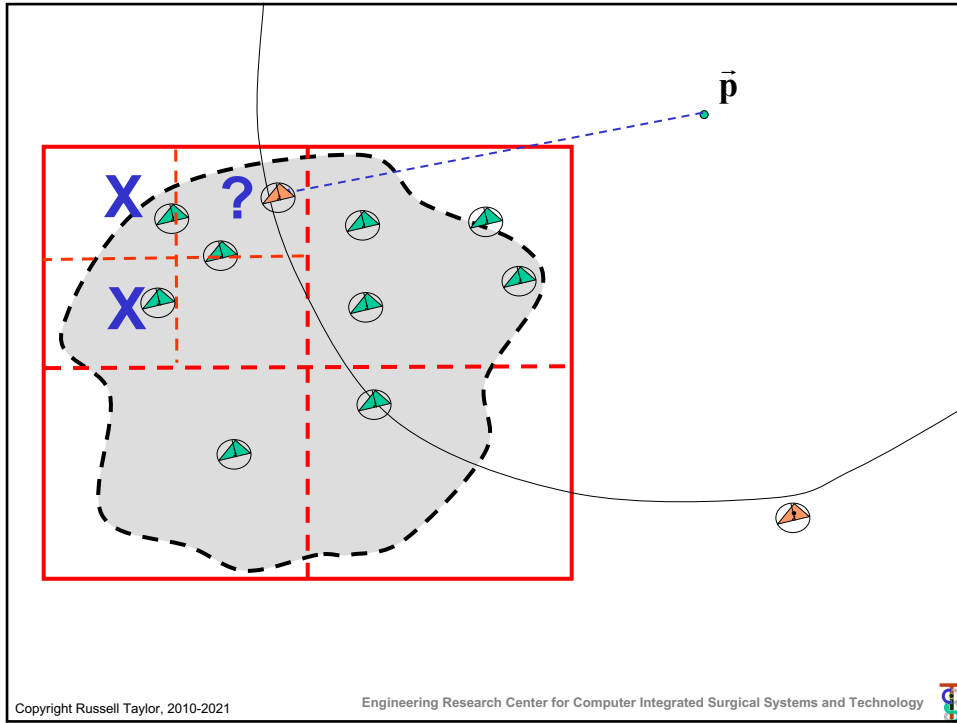 p
X ?
X
Copyright Russell Taylor, 2010-2021
Engineering Research Center for Computer Integrated Surgical Systems and Technology